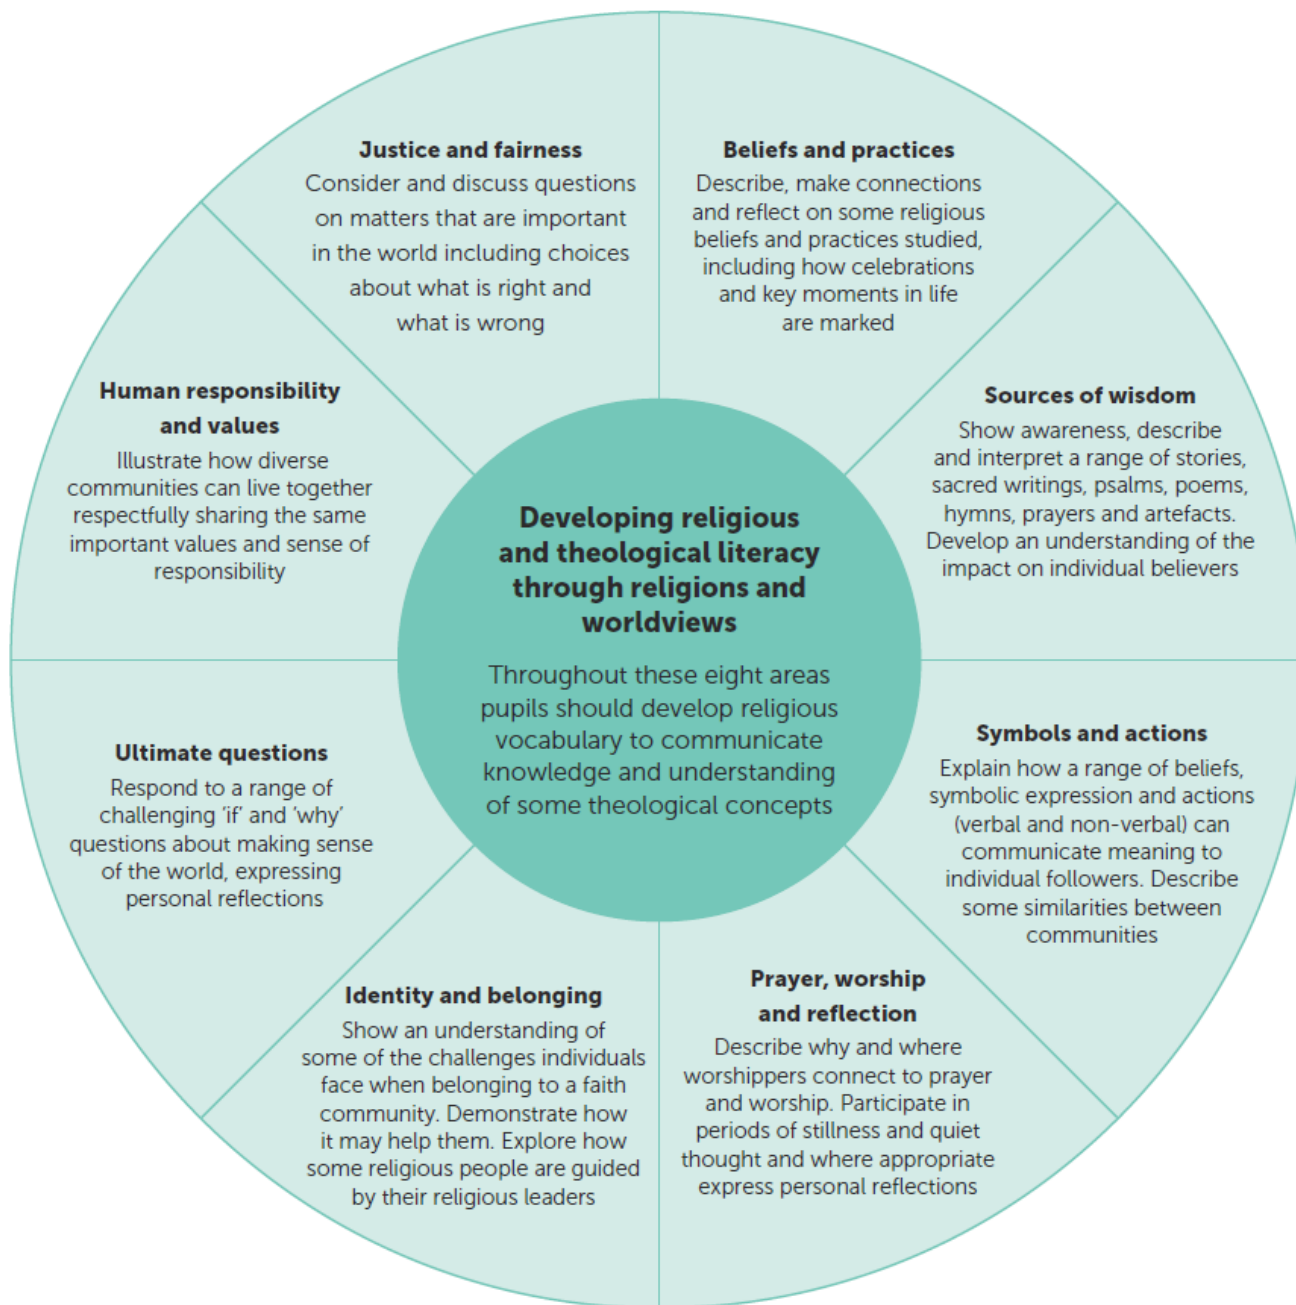 Justice and fairness
Consider and discuss questions
on matters that are important
in the world including choices
about what is right and
what is wrong
Beliefs and practices
Describe, make connections
and reflect on some religious
beliefs and practices studied,
including how celebrations
and key moments in life
are marked
Sources of wisdom
Show awareness, describe
and interpret a range of stories,
sacred writings, psalms, poems,
hymns, prayers and artefacts.
Develop an understanding of the
impact on individual believers
Symbols and actions
Explain how a range of beliefs,
symbolic expression and actions
(verbal and non-verbal) can
communicate meaning to
individual followers. Describe
some similarities between
communities
Prayer, worship
and reflection
Describe why and where
worshippers connect to prayer
and worship. Participate in
periods of stillness and quiet
thought and where appropriate
express personal reflections
Identity and belonging
Show an understanding of
some of the challenges individuals
face when belonging to a faith
community. Demonstrate how
it may help them. Explore how
some religious people are guided
by their religious leaders
Ultimate questions
Respond to a range of
challenging ‘if’ and ‘why’
questions about making sense
of the world, expressing
personal reflections
Human responsibility
and values
Illustrate how diverse
communities can live together
respectfully sharing the same
important values and sense of
responsibility
Developing religious
and theological literacy
through religions and
worldviews
Throughout these eight areas
pupils should develop religious
vocabulary to communicate
knowledge and understanding
of some theological concepts